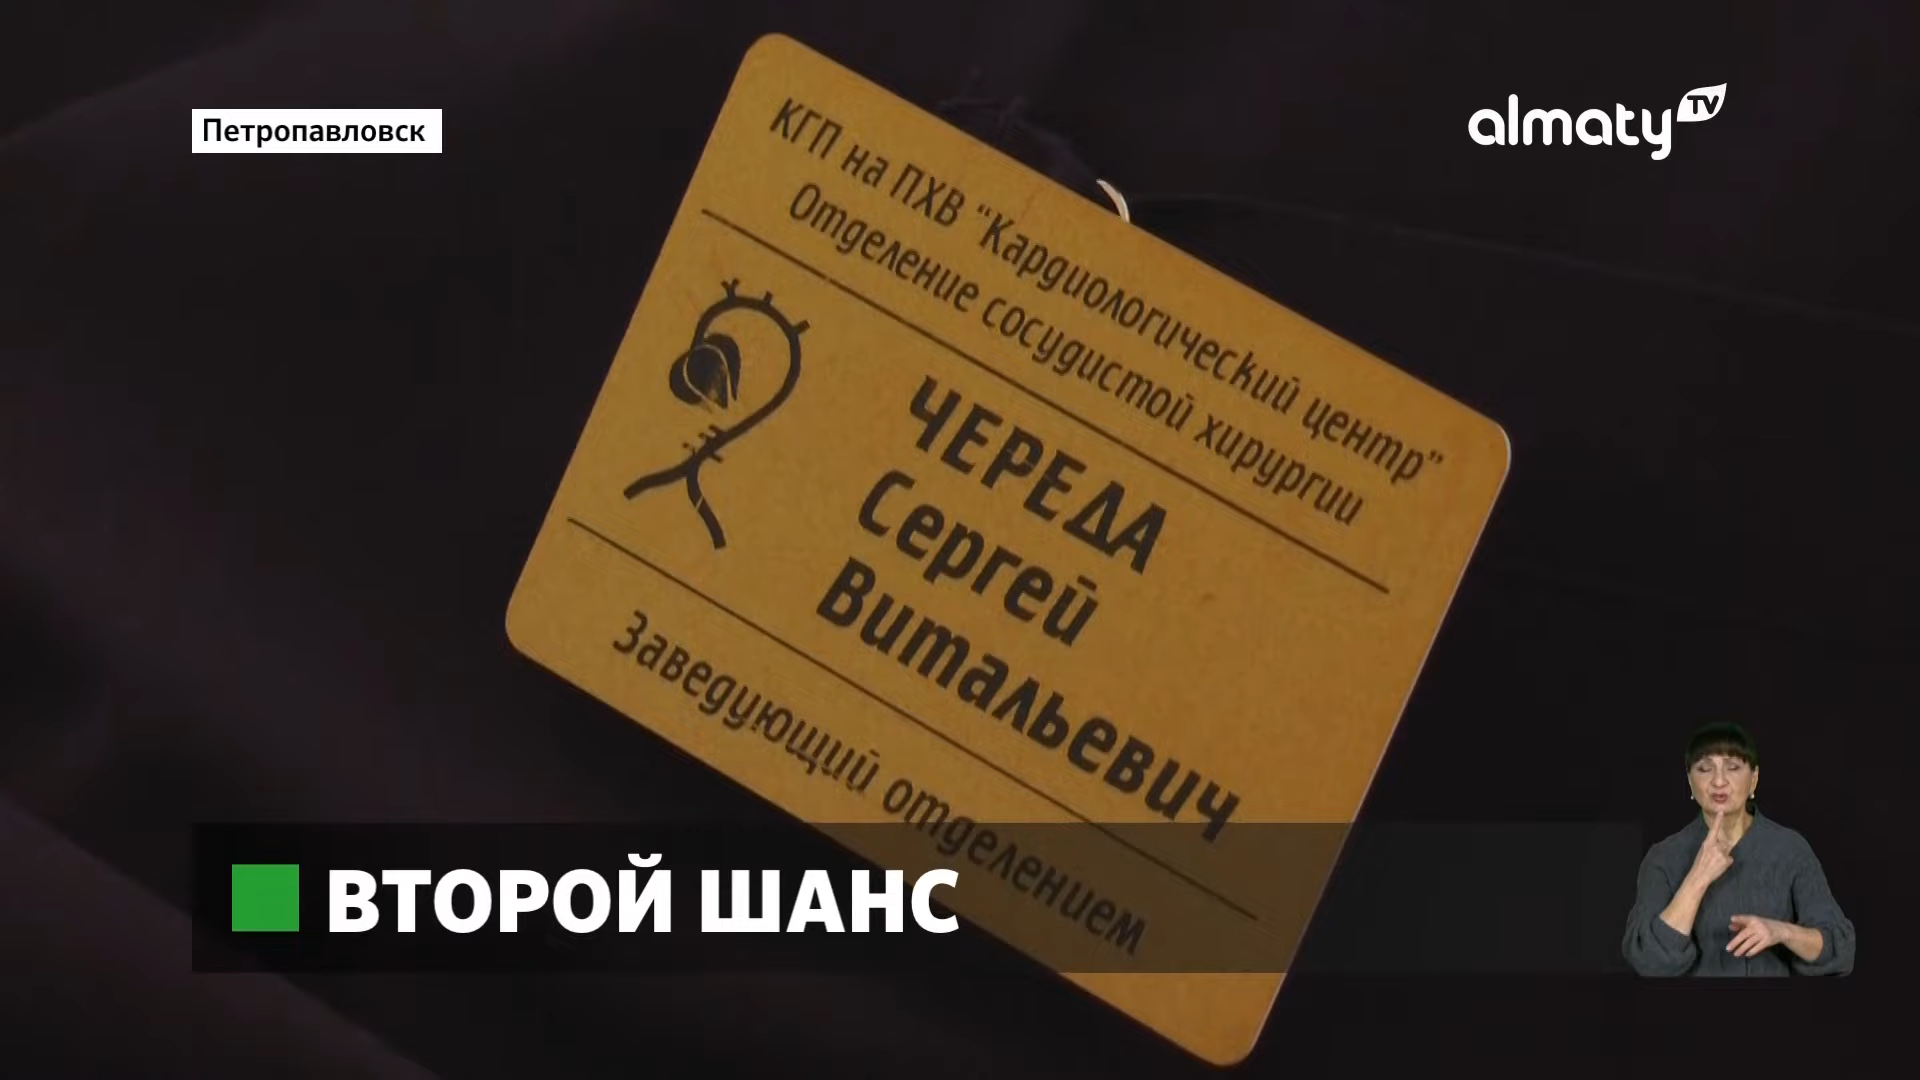 Петропавловск
almaty TV
КГП на ПХВ "Кардиологический центр"
Отделение сосудистой хирургии
ЧЕРЕДА
Сергей
Витальевич
Заведующий отделением
ВТОРОЙ ШАНС